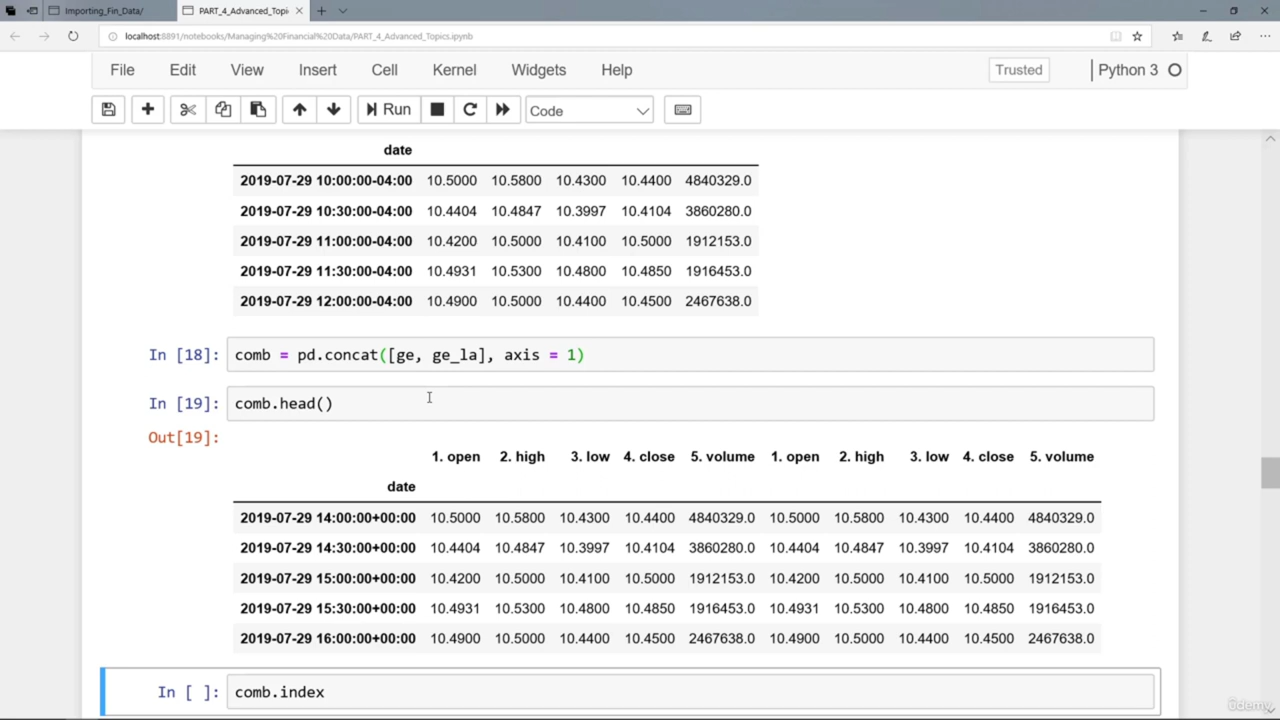 Importing_Fin_Data/
PART_4_Advanced_Topi
localhost:8891/notebooks/Managing%20Financial%20Data/PART_4_Advanced_Topics.ipynb
File Edit View Insert Cell Kernel Widgets Help Trusted Python 3
Run Code
date
2019-07-29 10:00:00-04:00 10.5000 10.5800 10.4300 10.4400 4840329.0
2019-07-29 10:30:00-04:00 10.4404 10.4847 10.3997 10.4104 3860280.0
2019-07-29 11:00:00-04:00 10.4200 10.5000 10.4100 10.5000 1912153.0
2019-07-29 11:30:00-04:00 10.4931 10.5300 10.4800 10.4850 1916453.0
2019-07-29 12:00:00-04:00 10.4900 10.5000 10.4400 10.4500 2467638.0
In [18]: comb = pd.concat([ge, ge_la], axis = 1)
In [19]: comb.head()
Out[19]:
1. open 2. high 3. low 4. close 5. volume 1. open 2. high 3. low 4. close 5. volume
date
2019-07-29 14:00:00+00:00 10.5000 10.5800 10.4300 10.4400 4840329.0 10.5000 10.5800 10.4300 10.4400 4840329.0
2019-07-29 14:30:00+00:00 10.4404 10.4847 10.3997 10.4104 3860280.0 10.4404 10.4847 10.3997 10.4104 3860280.0
2019-07-29 15:00:00+00:00 10.4200 10.5000 10.4100 10.5000 1912153.0 10.4200 10.5000 10.4100 10.5000 1912153.0
2019-07-29 15:30:00+00:00 10.4931 10.5300 10.4800 10.4850 1916453.0 10.4931 10.5300 10.4800 10.4850 1916453.0
2019-07-29 16:00:00+00:00 10.4900 10.5000 10.4400 10.4500 2467638.0 10.4900 10.5000 10.4400 10.4500 2467638.0
In [ ]: comb.index
ûdemy